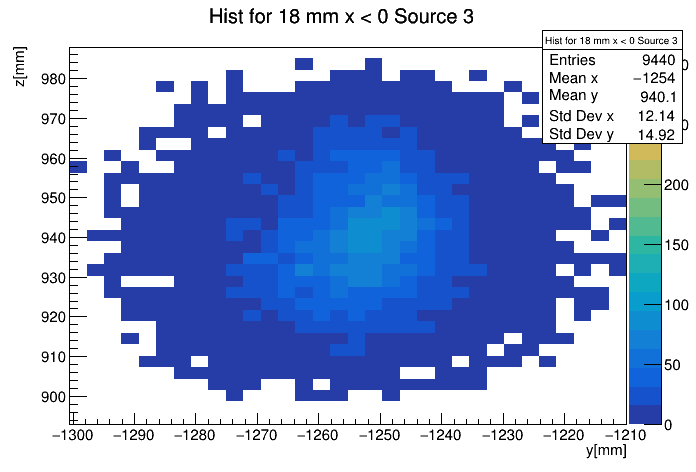 Hist for 18 mm x < 0 Source 3
Hist for 18 mm x < 0 Source 3
Entries 9440
Mean x −1254
Mean y 940.1
Std Dev x 12.14
Std Dev y 14.92
z[mm]
980
970
960
950
940
930
920
910
900
0
0
200
150
100
50
0
−1300 −1290 −1280 −1270 −1260 −1250 −1240 −1230 −1220 −1210
y[mm]